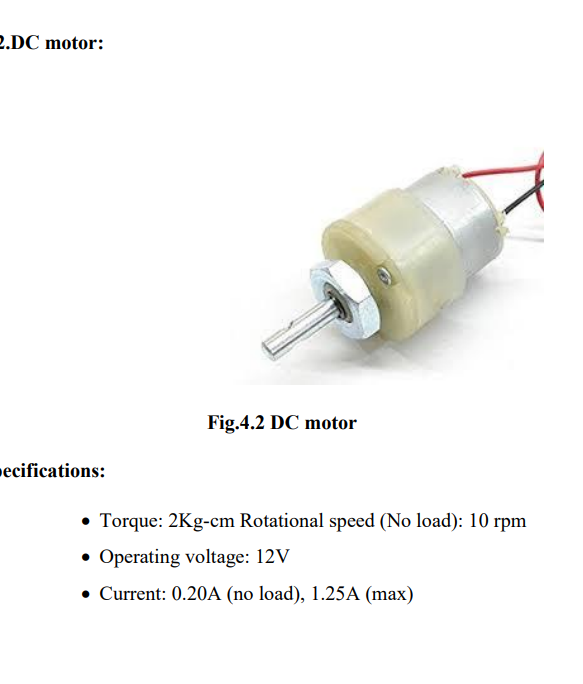 2.DC motor:
Fig.4.2 DC motor
pecifications:
• Torque: 2Kg-cm Rotational speed (No load): 10 rpm
• Operating voltage: 12V
• Current: 0.20A (no load), 1.25A (max)